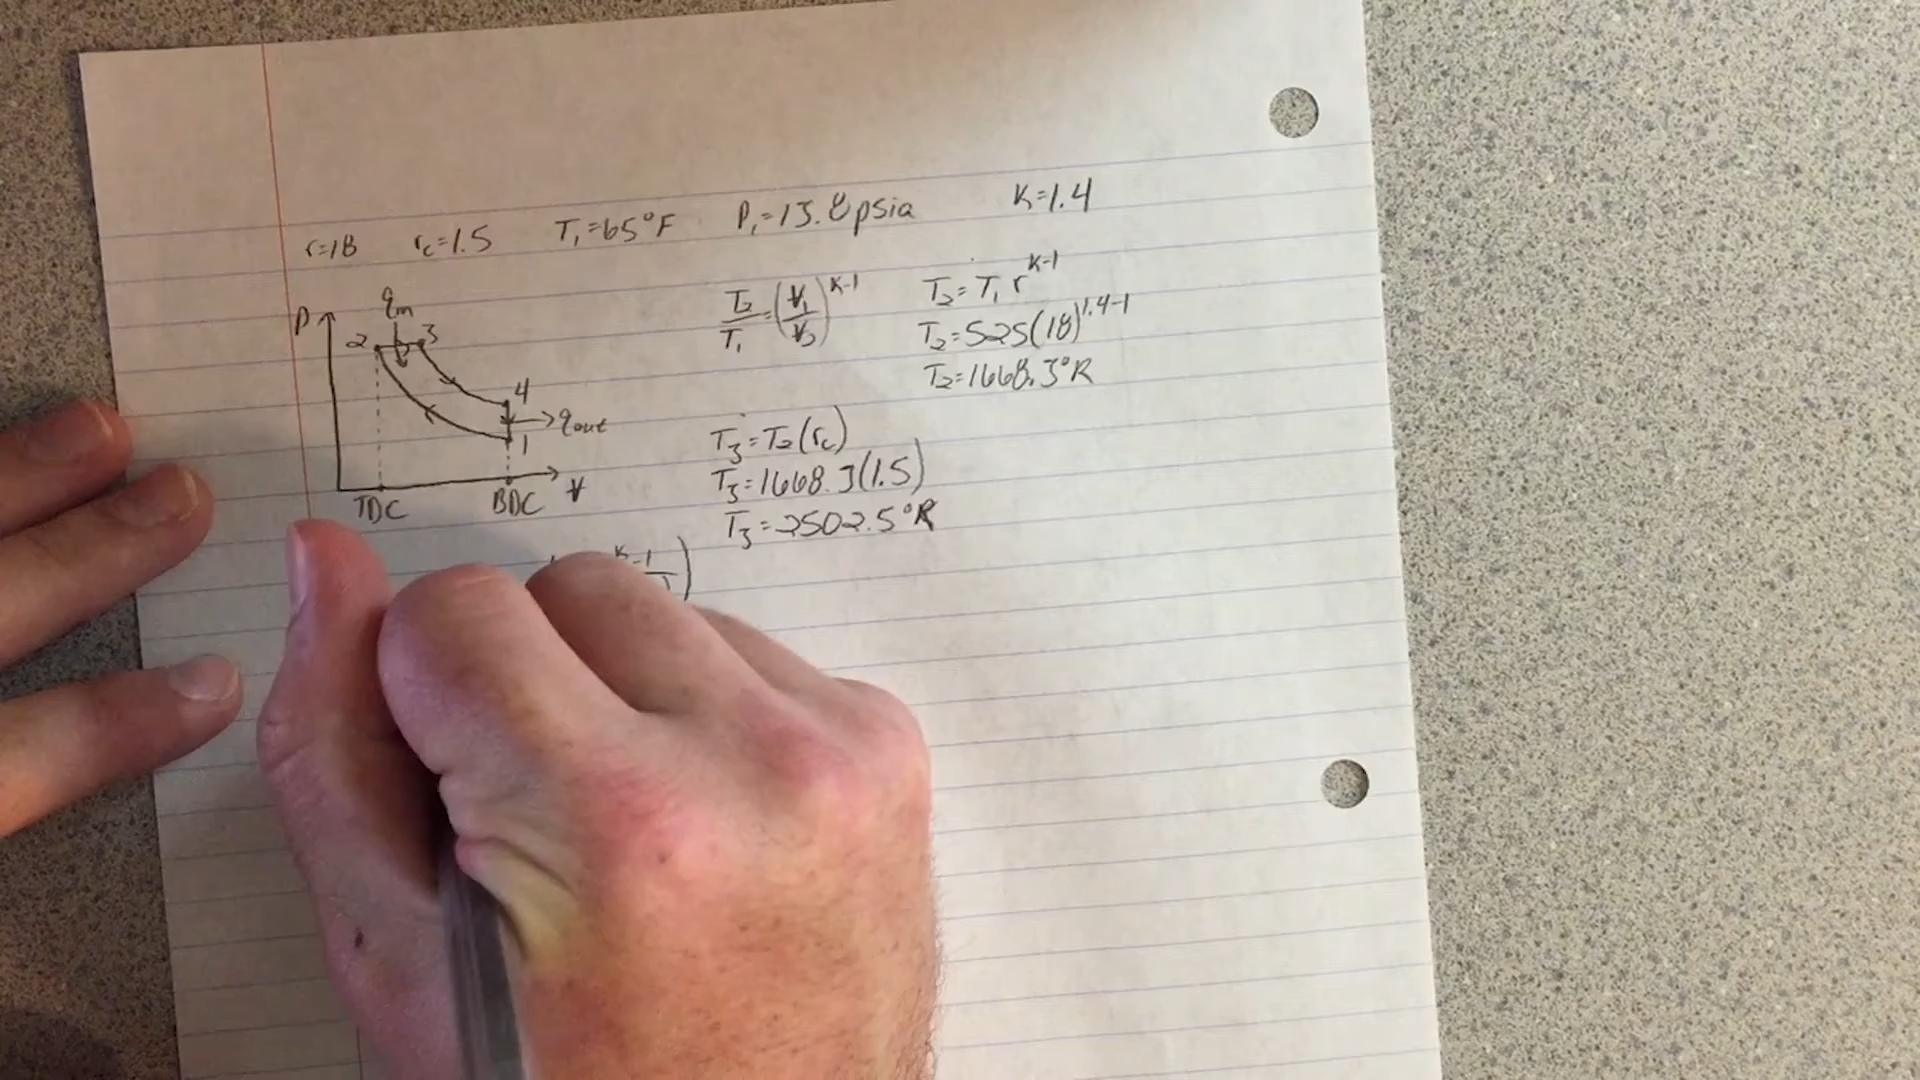 r=18 rc=1.5 T₁=65°F P₁=13.8psia K=1.4
P
qin
2 3
4
qout
1
TDC BDC V
T₂/T₁=(V₁/V₂)^K-1
T₂=T₁ r^K-1
T₂=525(18)^1.4-1
T₂=1668.3°R
T₃=T₂(rc)
T₃=1668.3(1.5)
T₃=2502.5°R
K-1